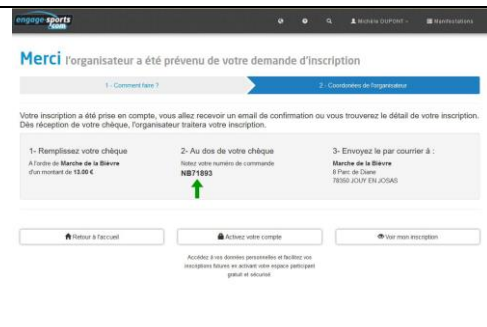 engage-sports
.com
Michèle DUPONT
Manifestations
Merci l'organisateur a été prévenu de votre demande d'inscription
1 - Comment faire ?
2 - Coordonées de l'organisateur
Votre inscription a été prise en compte, vous allez recevoir un email de confirmation ou vous trouverez le détail de votre inscription.
Dès réception de votre chèque, l'organisateur traitera votre inscription.
1- Remplissez votre chèque
A l'ordre de Marche de la Bièvre
d'un montant de 12.00 €
2- Au dos de votre chèque
Notez votre numéro de commande
NB71893
3- Envoyez le par courrier à :
Marche de la Bièvre
8 Parc de Diane
78350 JOUY EN JOSAS
Retour à l'accueil
Activez votre compte
Voir mon inscription
Accédez à vos données personnelles et facilitez vos
inscriptions futures en activant votre espace participant
gratuit et sécurisé